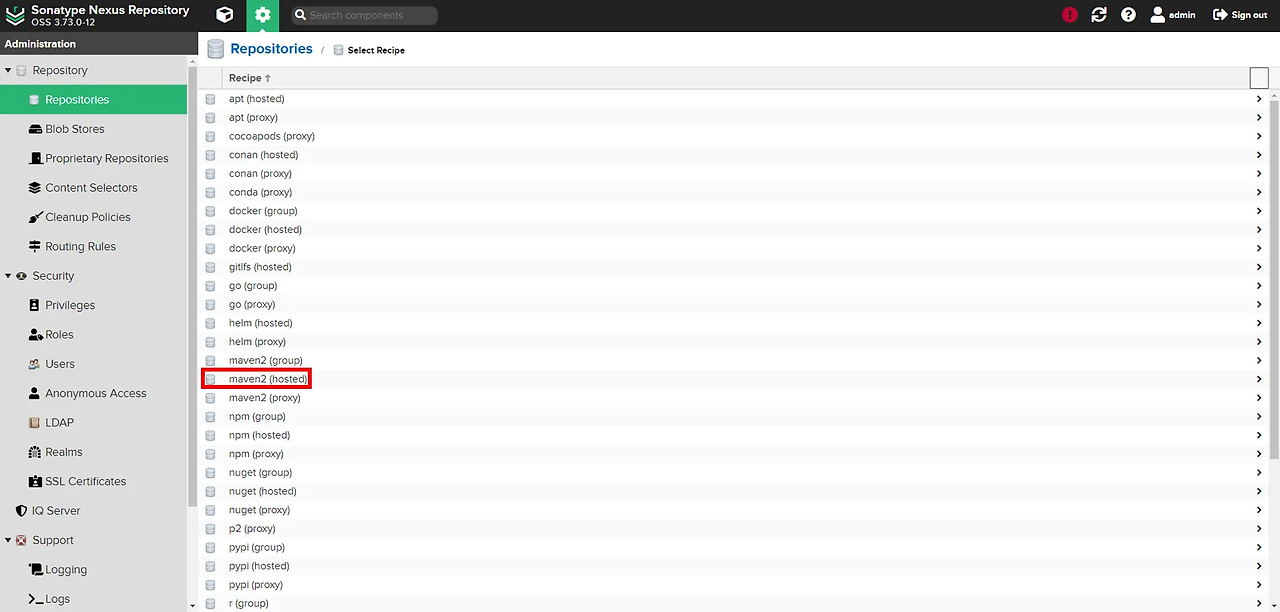 Sonatype Nexus Repository
OSS 3.73.0-12
Search components
admin
Sign out
Administration
Repository
Repositories
Blob Stores
Proprietary Repositories
Content Selectors
Cleanup Policies
Routing Rules
Security
Privileges
Roles
Users
Anonymous Access
LDAP
Realms
SSL Certificates
IQ Server
Support
Logging
Logs
Repositories / Select Recipe
Recipe
apt (hosted)
apt (proxy)
cocoapods (proxy)
conan (hosted)
conan (proxy)
conda (proxy)
docker (group)
docker (hosted)
docker (proxy)
gitlfs (hosted)
go (group)
go (proxy)
helm (hosted)
helm (proxy)
maven2 (group)
maven2 (hosted)
maven2 (proxy)
npm (group)
npm (hosted)
npm (proxy)
nuget (group)
nuget (hosted)
nuget (proxy)
p2 (proxy)
pypi (group)
pypi (hosted)
pypi (proxy)
r (group)